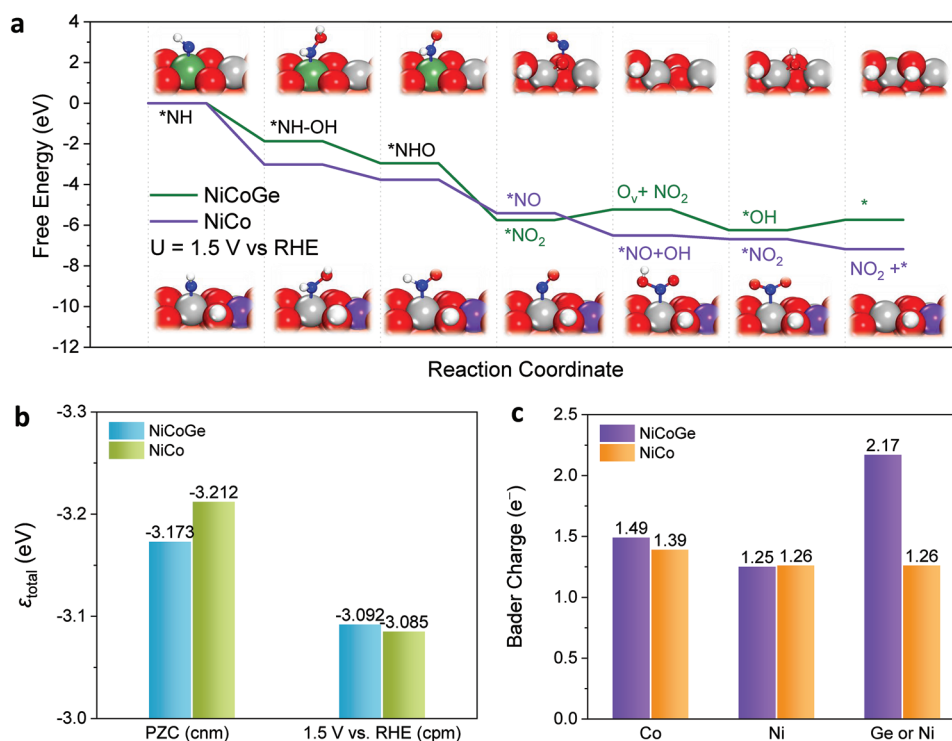 a
Free Energy (eV)
4
2
0
-2
-4
-6
-8
-10
-12
*NH
*NH-OH
*NHO
*NO
*NO₂
Oᵥ+ NO₂
*NO+OH
*OH
*NO₂
*
NO₂ +*
NiCoGe
NiCo
U = 1.5 V vs RHE
Reaction Coordinate
b
εtotal (eV)
-3.3
-3.2
-3.1
-3.0
NiCoGe
NiCo
-3.173
-3.212
-3.092
-3.085
PZC (cnm)
1.5 V vs. RHE (cpm)
c
Bader Charge (e⁻)
2.5
2.0
1.5
1.0
0.5
0.0
NiCoGe
NiCo
1.49
1.39
1.25
1.26
2.17
1.26
Co
Ni
Ge or Ni